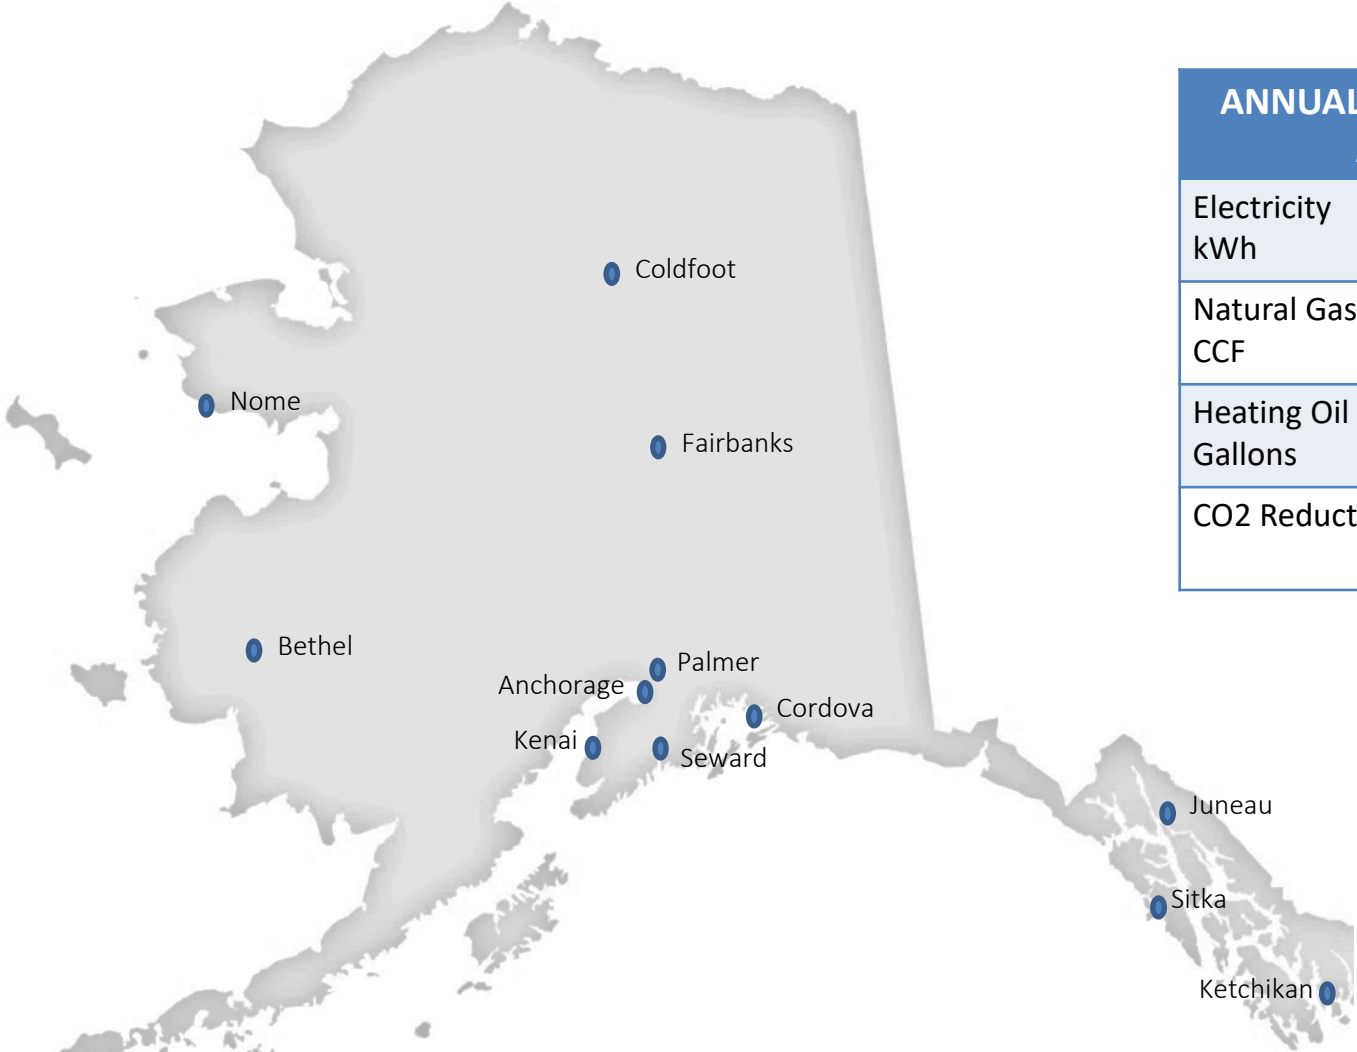 ANNUAL
Electricity
kWh
Natural Gas
CCF
Heating Oil
Gallons
CO2 Reduct
Coldfoot
Nome
Fairbanks
Bethel
Palmer
Anchorage
Cordova
Kenai
Seward
Juneau
Sitka
Ketchikan